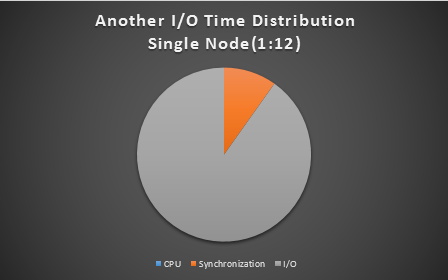 Another I/O Time Distribution
Single Node(1:12)
CPU Synchronization I/O